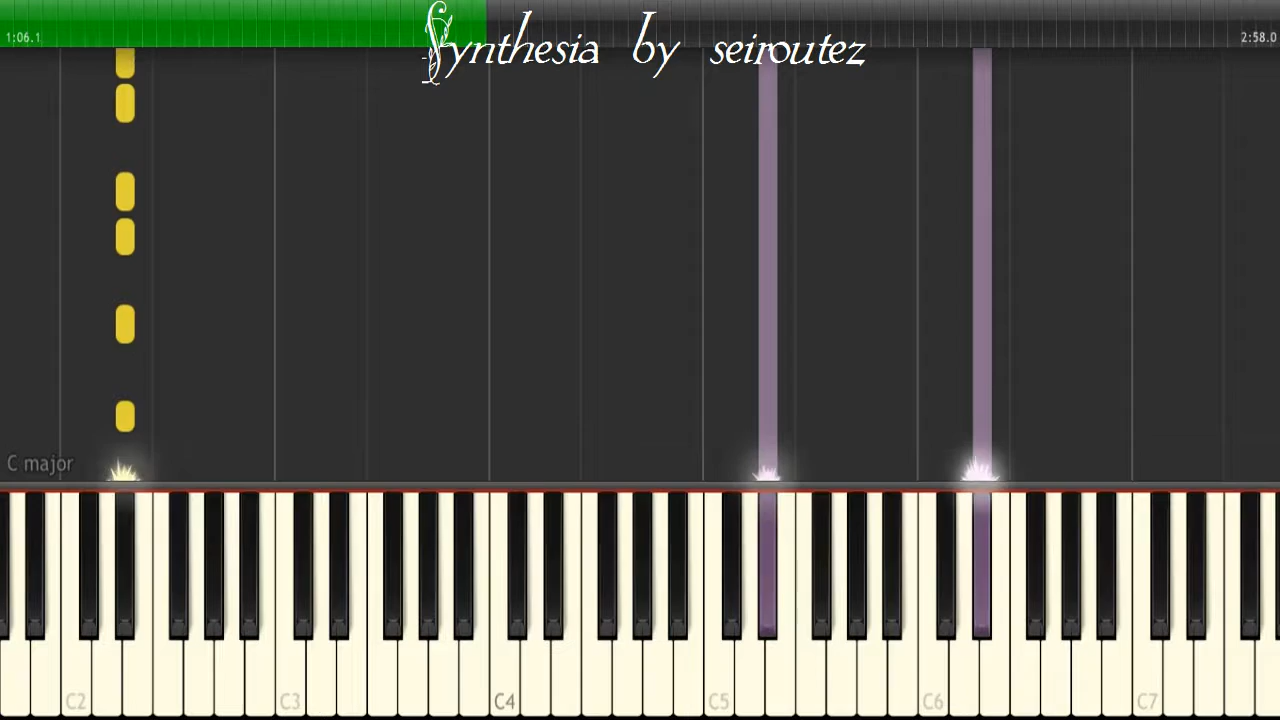 Synthesia by seiroutez
1:06.1
2:58.0
C major
C2 C3 C4 C5 C6 C7